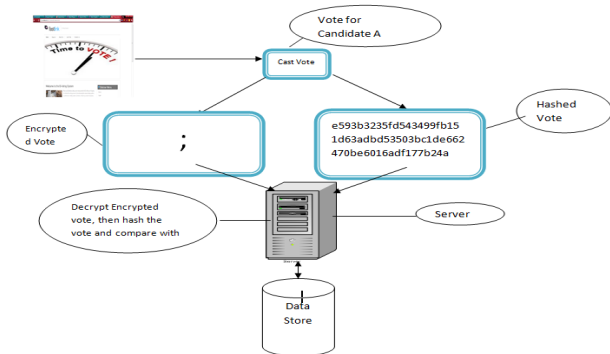 Time to VOTE!
Vote for
Candidate A
Cast Vote
Encrypte
d Vote
;
e593b3235fd543499fb15
1d63adbd53503bc1de662
470be6016adf177b24a
Hashed
Vote
Decrypt Encrypted
vote, then hash the
vote and compare with
Server
Data
Store